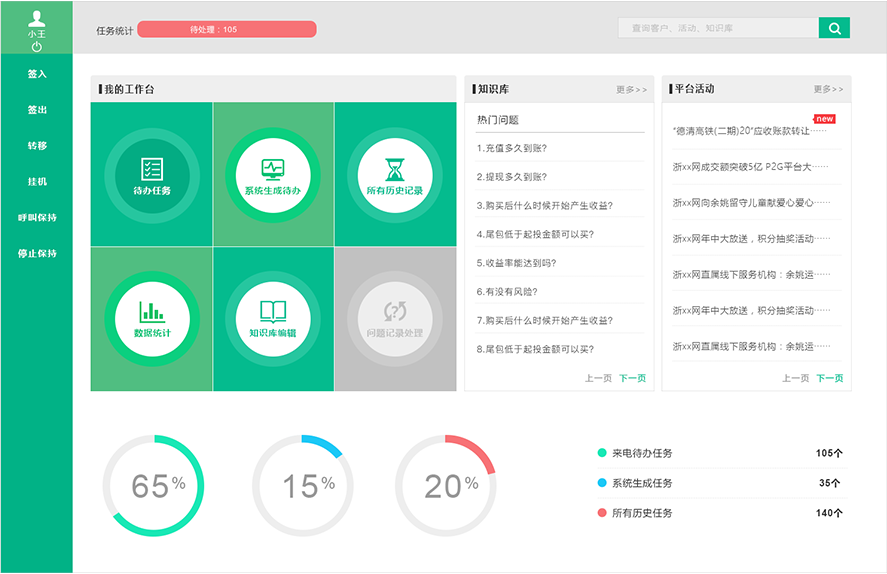 小王
签入
签出
转移
挂机
呼叫保持
停止保持
任务统计
待处理：105
查询客户、活动、知识库
我的工作台
待办任务
系统生成待办
所有历史记录
数据统计
知识库编辑
问题记录处理
知识库
更多>>
热门问题
1.充值多久到账?
2.提现多久到账?
3.购买后什么时候开始产生收益?
4.尾包低于起投金额可以买?
5.收益率能达到吗?
6.有没有风险?
7.购买后什么时候开始产生收益?
8.尾包低于起投金额可以买?
上一页 下一页
平台活动
更多>>
new
“德清高铁(二期)20”应收账款转让……
浙xx网成交额突破5亿 P2G平台大……
浙xx网向余姚留守儿童献爱心爱心……
浙xx网年中大放送，积分抽奖活动……
浙xx网直属线下服务机构：余姚运……
浙xx网年中大放送，积分抽奖活动……
浙xx网直属线下服务机构：余姚运……
上一页 下一页
65%
15%
20%
来电待办任务 105个
系统生成任务 35个
所有历史任务 140个